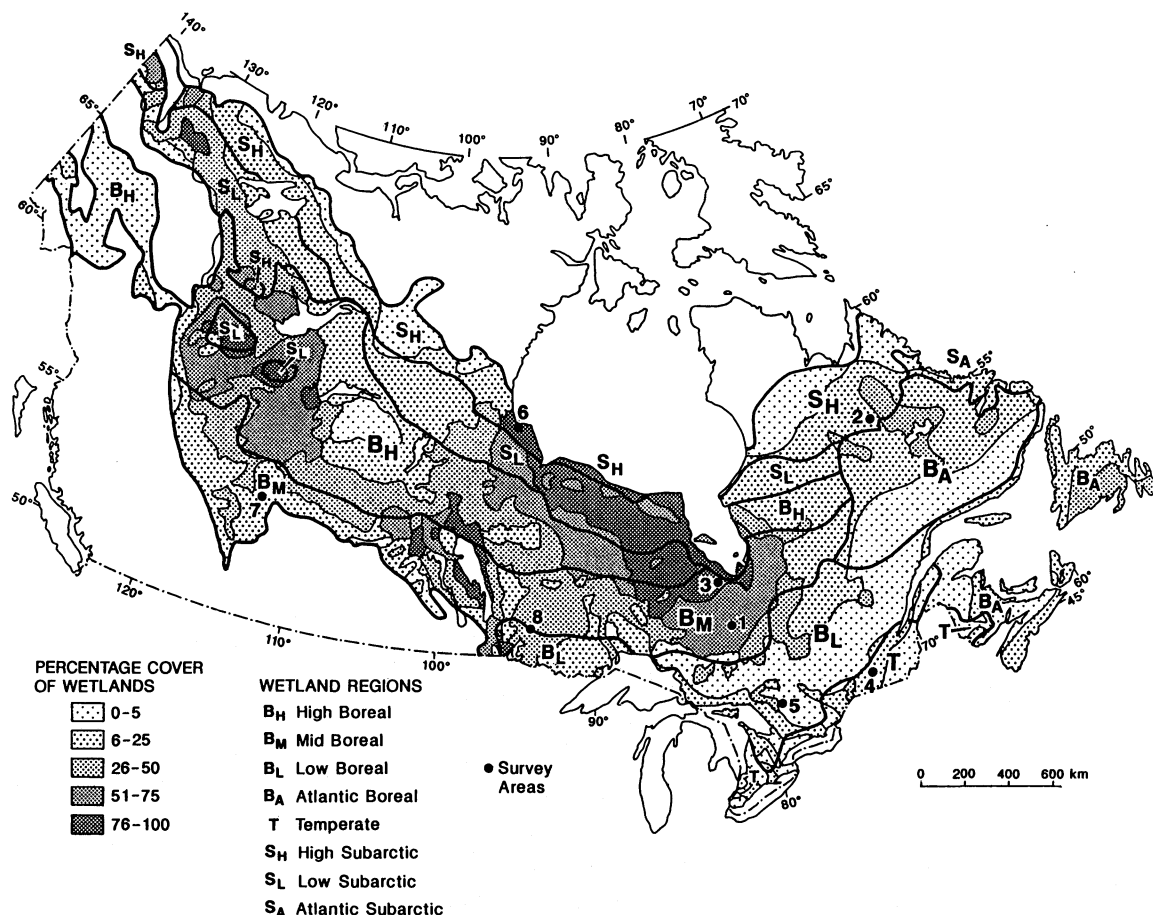 140°
SH
130°
120°
110°
100°
90°
80°
70°
70°
65°
65°
60°
BH
SH
SL
SH
60°
SL
SL
SH
SA
55°
SH
2
55°
6
BH
SL
SH
SL
BA
50°
BA
BM
7
50°
BH
3
BM
1
8
BL
BL
BA
60°
45°
T
70°
T
4
5
120°
110°
100°
90°
T
80°
PERCENTAGE COVER
OF WETLANDS
0-5
6-25
26-50
51-75
76-100
WETLAND REGIONS
BH High Boreal
BM Mid Boreal
BL Low Boreal
BA Atlantic Boreal
T Temperate
SH High Subarctic
SL Low Subarctic
SA Atlantic Subarctic
● Survey
Areas
0 200 400 600 km